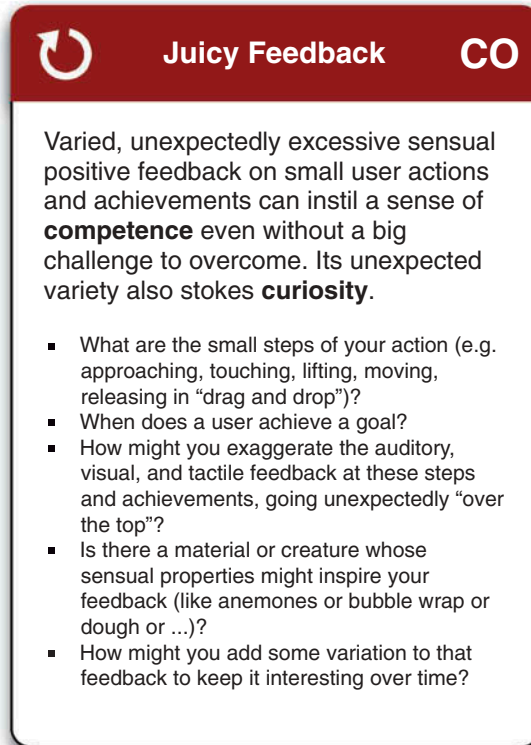 Juicy Feedback CO
Varied, unexpectedly excessive sensual
positive feedback on small user actions
and achievements can instil a sense of
competence even without a big
challenge to overcome. Its unexpected
variety also stokes curiosity.
▪ What are the small steps of your action (e.g.
approaching, touching, lifting, moving,
releasing in “drag and drop”)?
▪ When does a user achieve a goal?
▪ How might you exaggerate the auditory,
visual, and tactile feedback at these steps
and achievements, going unexpectedly “over
the top”?
▪ Is there a material or creature whose
sensual properties might inspire your
feedback (like anemones or bubble wrap or
dough or ...)?
▪ How might you add some variation to that
feedback to keep it interesting over time?